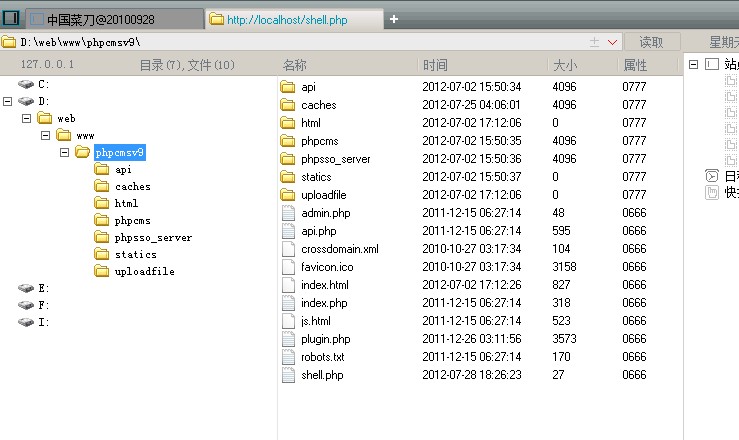 中国菜刀@20100928 http://localhost/shell.php +
D:\web\www\phpcmsv9\ 读取 星期
127.0.0.1 目录(7),文件(10) 名称 时间 大小 属性
C:
D:
web
www
phpcmsv9
api
caches
html
phpcms
phpsso_server
statics
uploadfile
E:
F:
I:
api 2012-07-02 15:50:34 4096 0777
caches 2012-07-25 04:06:01 4096 0777
html 2012-07-02 17:12:06 0 0777
phpcms 2012-07-02 15:50:35 4096 0777
phpsso_server 2012-07-02 15:50:36 4096 0777
statics 2012-07-02 15:50:37 0 0777
uploadfile 2012-07-02 17:12:06 0 0777
admin.php 2011-12-15 06:27:14 48 0666
api.php 2011-12-15 06:27:14 595 0666
crossdomain.xml 2010-10-27 03:17:34 104 0666
favicon.ico 2010-10-27 03:17:34 3158 0666
index.html 2012-07-02 17:12:26 827 0666
index.php 2011-12-15 06:27:14 318 0666
js.html 2011-12-15 06:27:14 523 0666
plugin.php 2011-12-26 03:11:56 3573 0666
robots.txt 2011-12-15 06:27:14 170 0666
shell.php 2012-07-28 18:26:23 27 0666
站
日
快